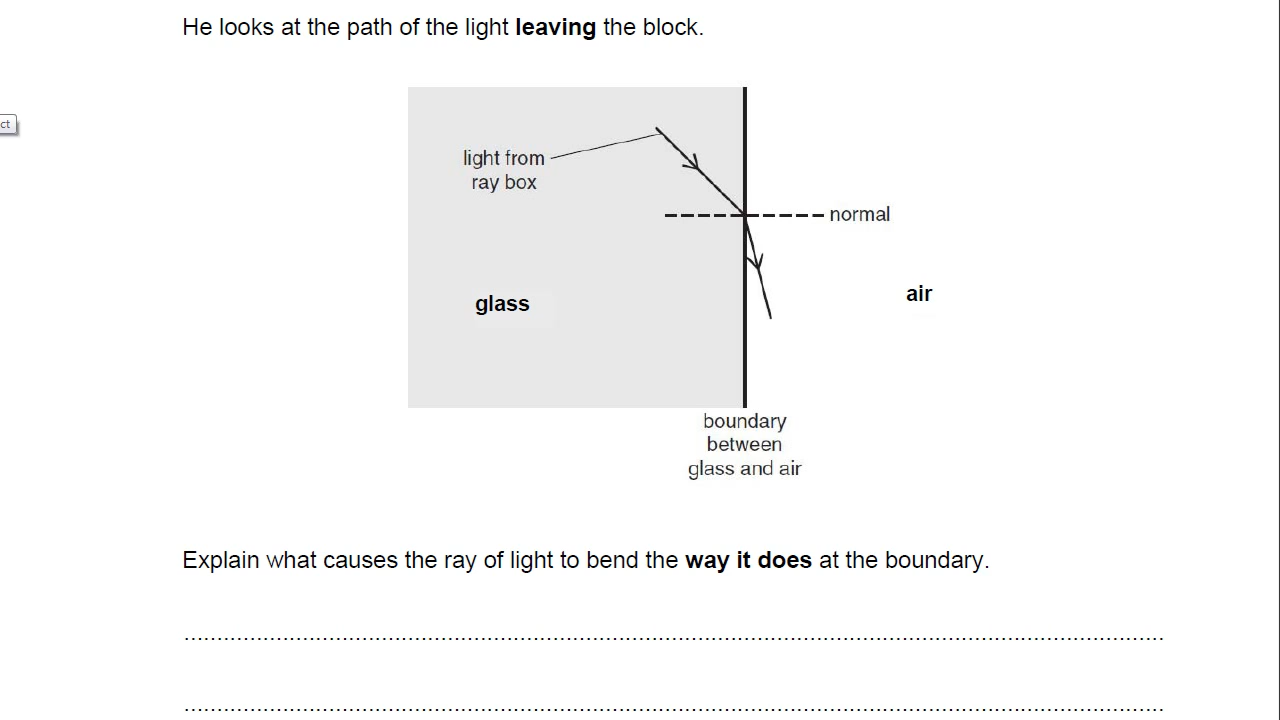 He looks at the path of the light leaving the block.
ct
light from
ray box
normal
glass
air
boundary
between
glass and air
Explain what causes the ray of light to bend the way it does at the boundary.